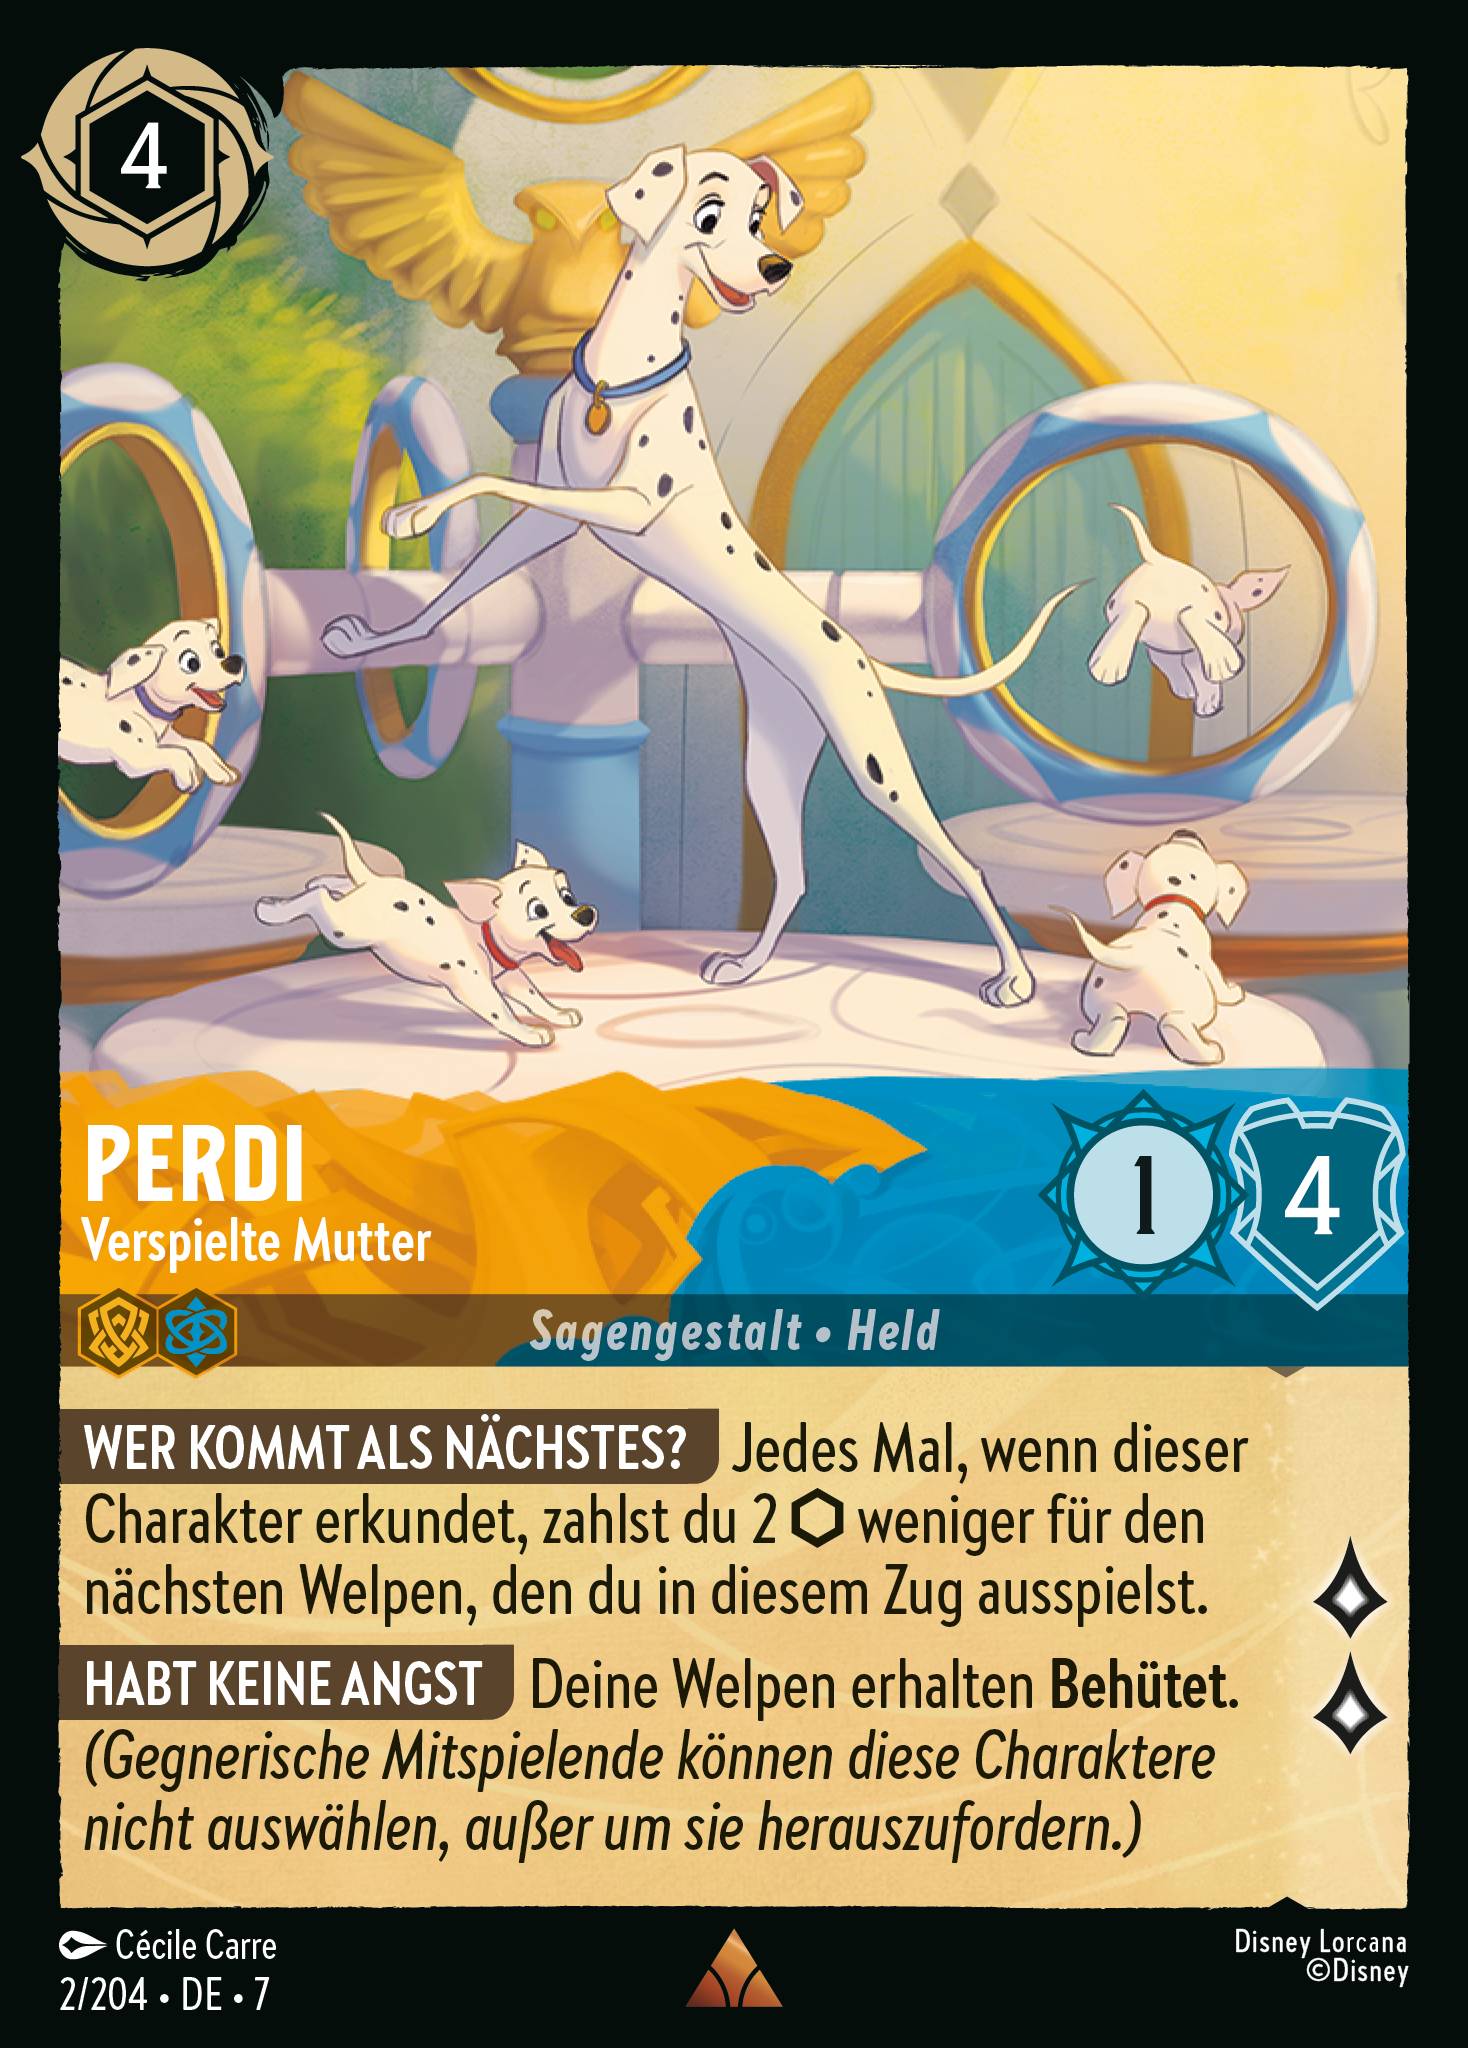 4
PERDI
Verspielte Mutter
1 4
Sagengestalt • Held
WER KOMMT ALS NÄCHSTES? Jedes Mal, wenn dieser
Charakter erkundet, zahlst du 2 ⬡ weniger für den
nächsten Welpen, den du in diesem Zug ausspielst.
HABT KEINE ANGST Deine Welpen erhalten Behütet.
(Gegnerische Mitspielende können diese Charaktere
nicht auswählen, außer um sie herauszufordern.)
Cécile Carre
2/204 • DE • 7
Disney Lorcana
©Disney